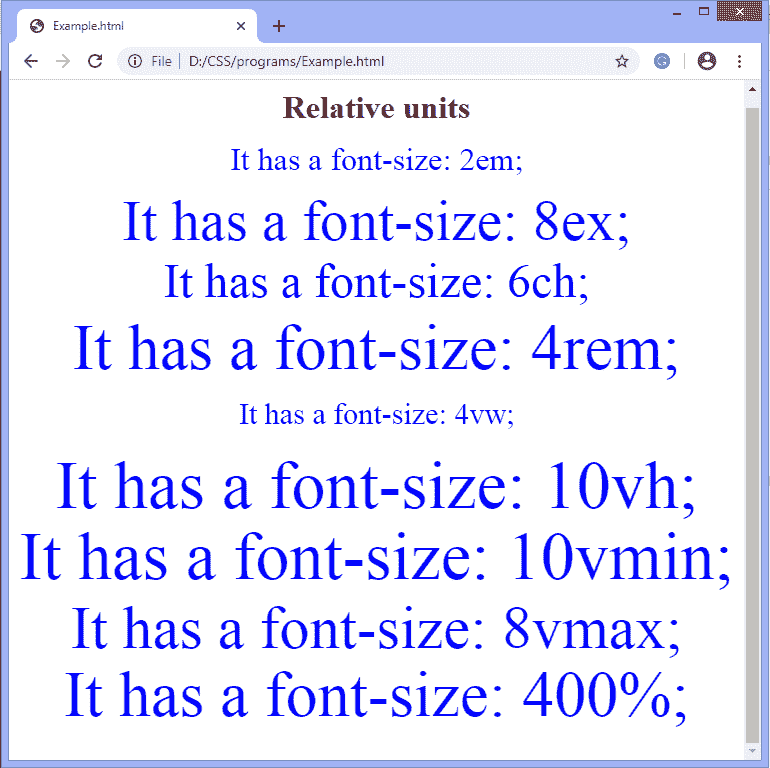 Example.html
File
D:/CSS/programs/Example.html
G
Relative units
It has a font-size: 2em;
It has a font-size: 8ex;
It has a font-size: 6ch;
It has a font-size: 4rem;
It has a font-size: 4vw;
It has a font-size: 10vh;
It has a font-size: 10vmin;
It has a font-size: 8vmax;
It has a font-size: 400%;